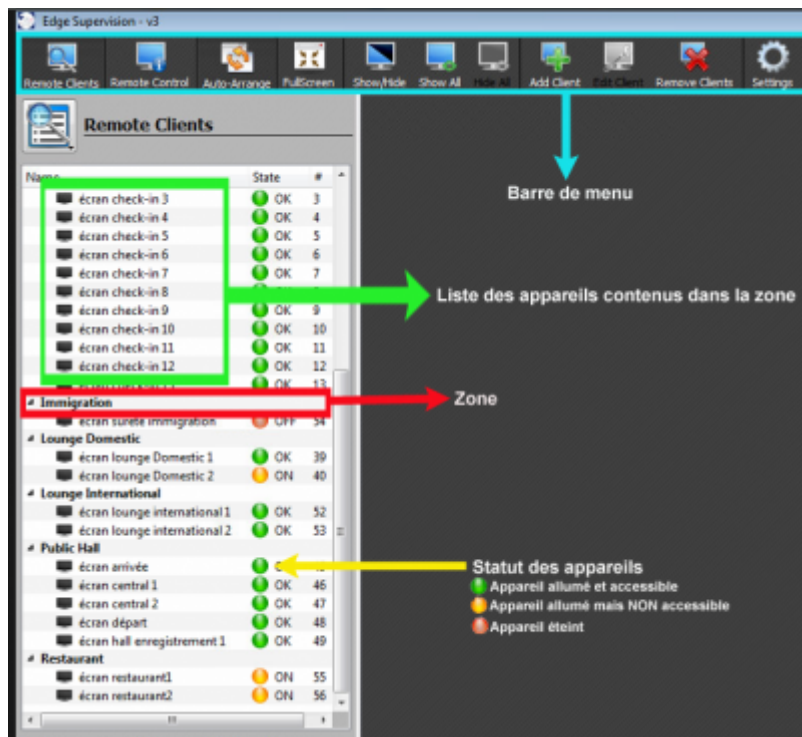 Edge Supervision - v3
Remote Clients Remote Control Auto-Arrange FullScreen Show/Hide Show All Hide All Add Client Edit Client Remove Clients Settings
Remote Clients
Name State #
écran check-in 3 OK 3
écran check-in 4 OK 4
écran check-in 5 OK 5
écran check-in 6 OK 6
écran check-in 7 OK 7
écran check-in 8 OK
écran check-in 9 OK 9
écran check-in 10 OK 10
écran check-in 11 OK 11
écran check-in 12 OK 12
OK 13
Immigration
écran sureté immigration OFF 54
Lounge Domestic
écran lounge Domestic 1 OK 39
écran lounge Domestic 2 ON 40
Lounge International
écran lounge international1 OK 52
écran lounge international 2 OK 53
Public Hall
écran arrivée
écran central 1 OK 46
écran central 2 OK 47
écran départ OK 48
écran hall enregistrement 1 OK 49
Restaurant
écran restaurant1 ON 55
écran restaurant2 ON 56
Barre de menu
Liste des appareils contenus dans la zone
Zone
Statut des appareils
Appareil allumé et accessible
Appareil allumé mais NON accessible
Appareil éteint